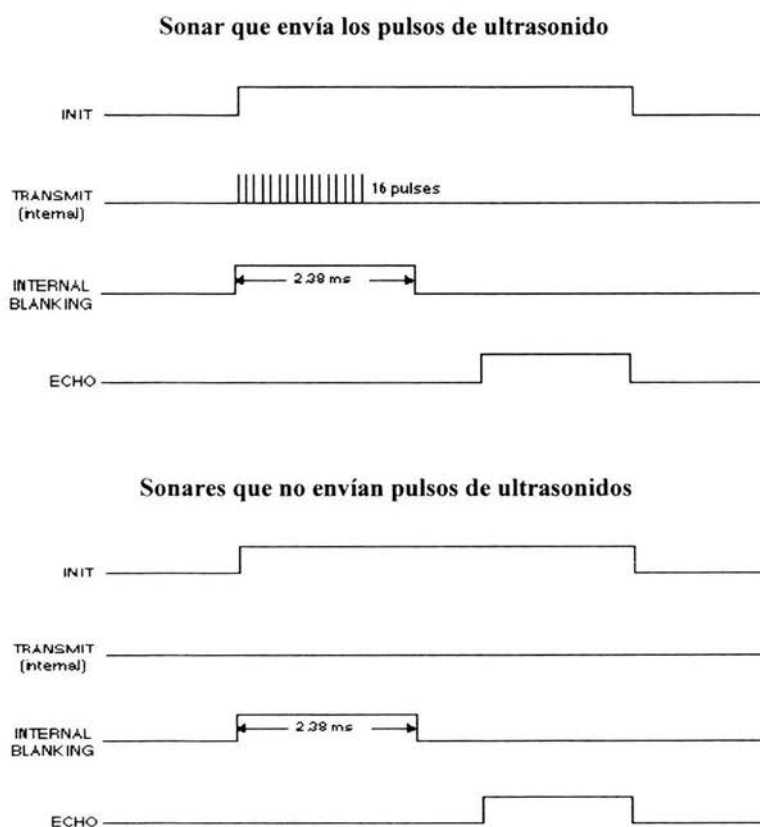 Sonar que envía los pulsos de ultrasonido
INIT
TRANSMIT
(internal)
16 pulses
INTERNAL
BLANKING
2.38 ms
ECHO
Sonares que no envían pulsos de ultrasonidos
INIT
TRANSMIT
(internal)
INTERNAL
BLANKING
2.38 ms
ECHO